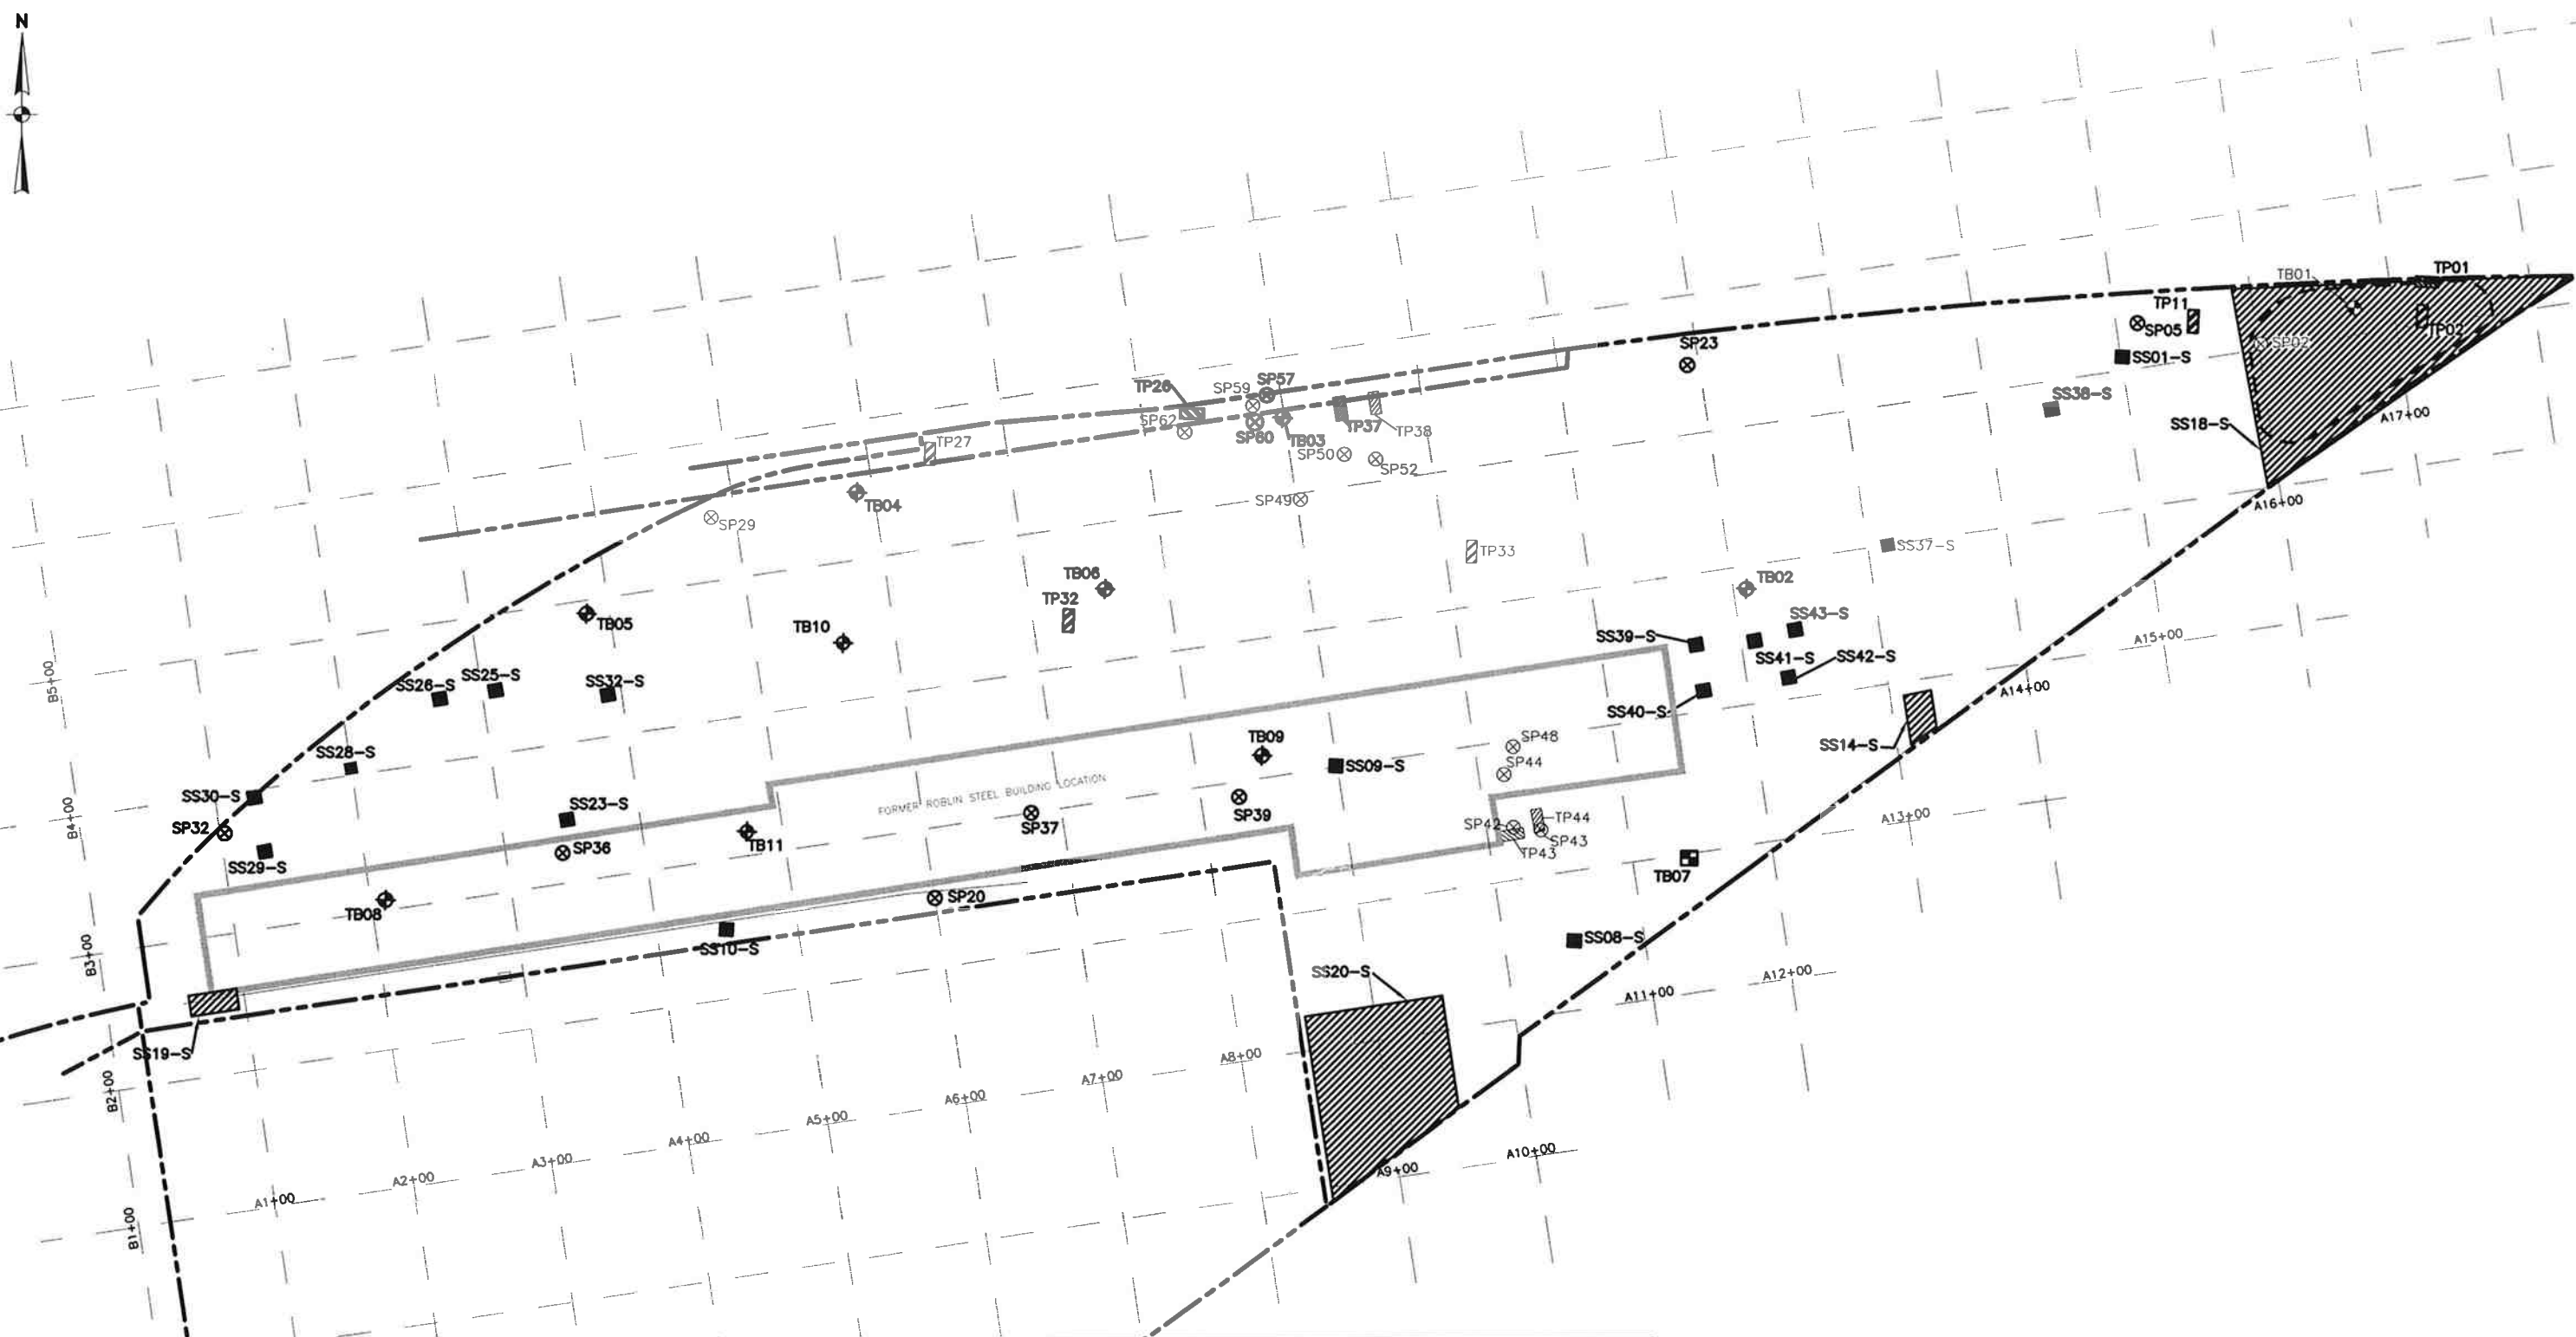 N
TB01
TP01
TP11
SP05
TP02
SP23
SP02
SS01-S
SP59
SP57
TP26
SS38-S
SP62
SP60
TB03
TP37
TP38
A17+00
SS18-S
TP27
SP50
SP52
SP49
A16+00
TB04
SP29
SS37-S
TP33
TB06
TB02
TP32
SS43-S
TB05
TB10
SS39-S
A15+00
SS41-S
SS42-S
B5+00
SS26-S
SS25-S
SS32-S
A14+00
SS40-S
SS28-S
TB09
SP48
SS14-S
SS09-S
SP44
FORMER ROBLIN STEEL BUILDING LOCATION
SS30-S
SS23-S
B4+00
SP32
SP37
SP39
TP44
A13+00
SP42
SP43
TB11
SP36
TP43
SS29-S
TB07
SP20
TB08
SS08-S
SS10-S
B3+00
SS20-S
A12+00
A11+00
SS19-S
A8+00
B2+00
A7+00
A6+00
A5+00
A4+00
A10+00
A3+00
A9+00
A2+00
A1+00
B1+00